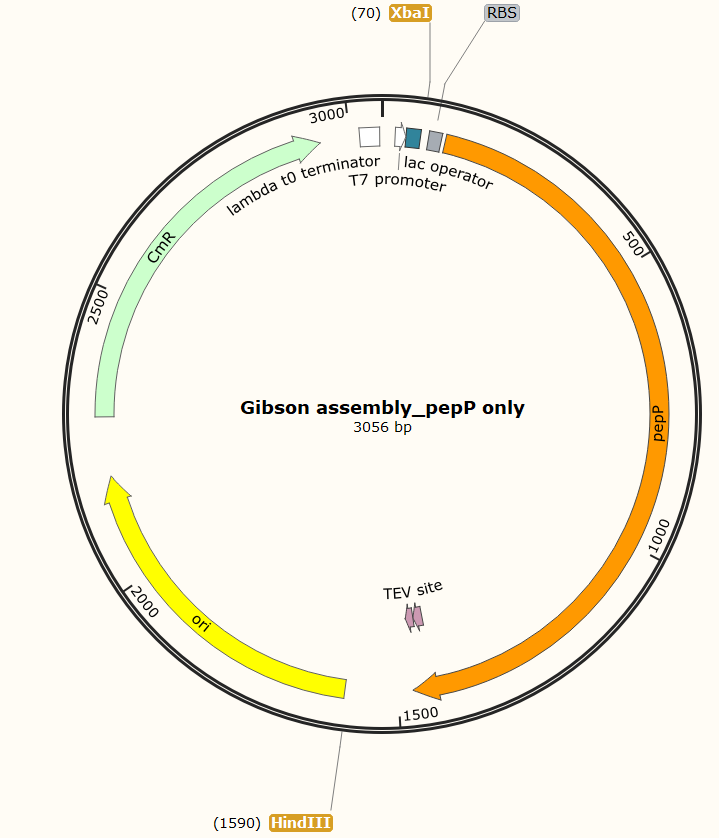 (70) XbaI
RBS
3000
lambda t0 terminator
T7 promoter
lac operator
CmR
500
2500
Gibson assembly_pepP only
3056 bp
pepP
1000
TEV site
2000
ori
1500
(1590) HindIII